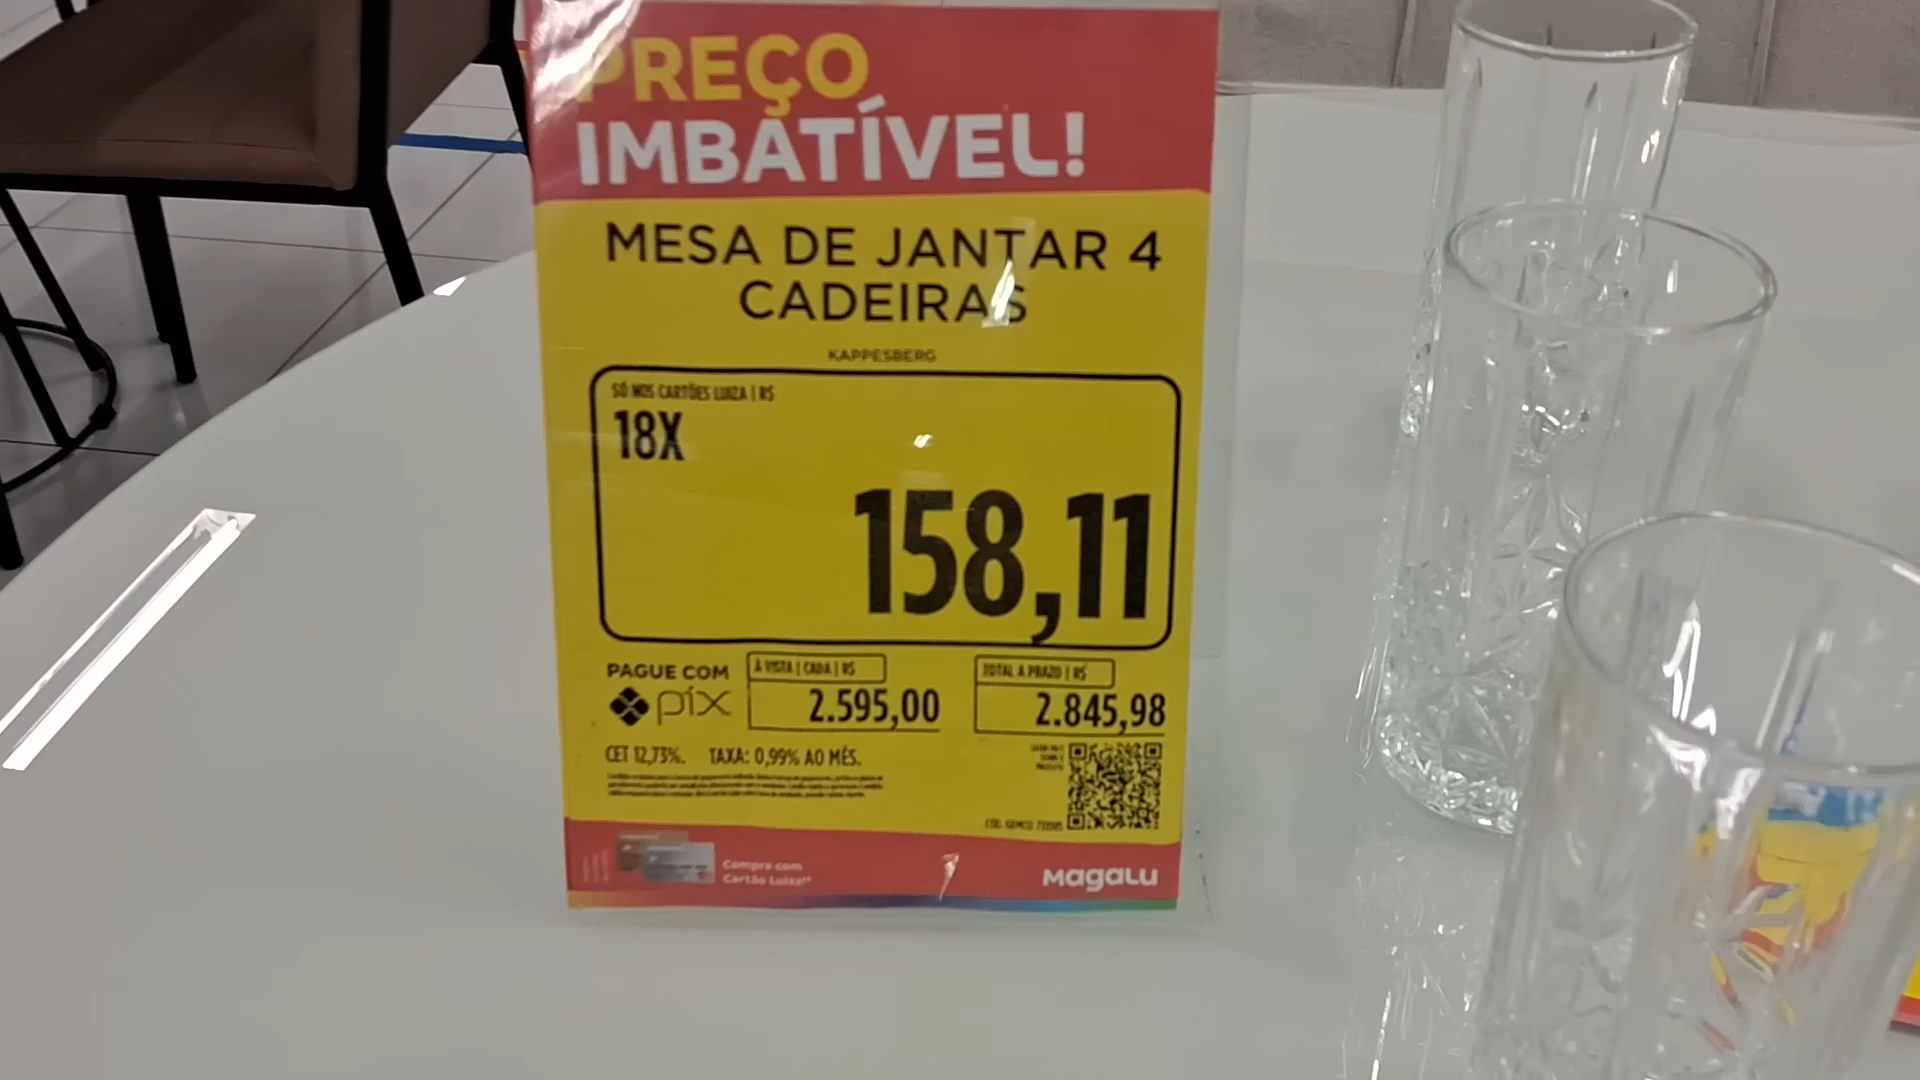 PREÇO
IMBATÍVEL!
MESA DE JANTAR 4
CADEIRAS
KAPPESBERG
SÓ NOS CARTÕES LUIZA | R$
18X
158,11
PAGUE COM
pix
À VISTA | CADA | R$
2.595,00
TOTAL A PRAZO | R$
2.845,98
CET 12,73%. TAXA: 0,99% AO MÊS.
Compre com
Cartão Luiza!*
MagaLu